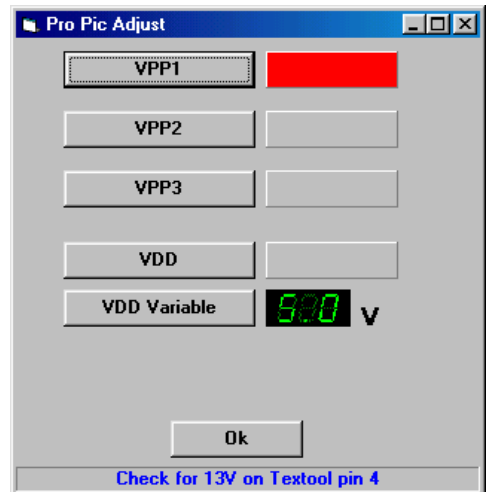 Pro Pic Adjust
VPP1
VPP2
VPP3
VDD
VDD Variable 5.0 V
Ok
Check for 13V on Textool pin 4